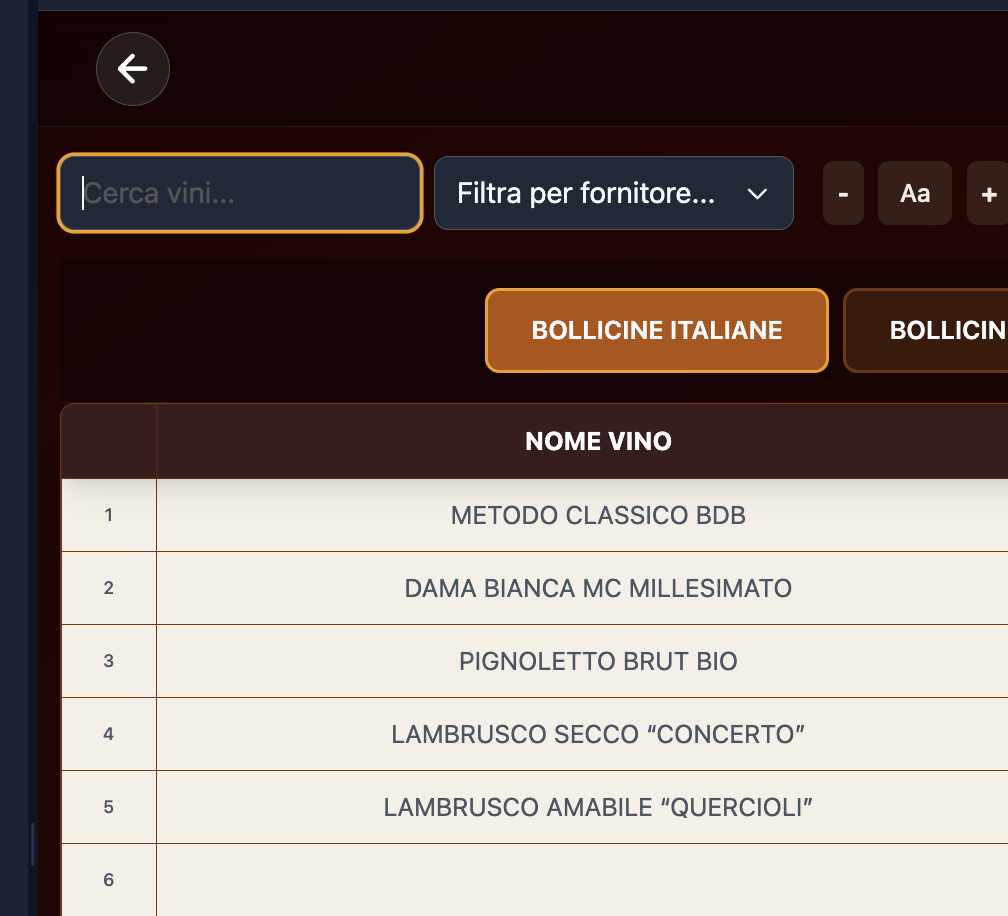 Cerca vini...
Filtra per fornitore...
-
Aa
+
BOLLICINE ITALIANE
BOLLICIN
NOME VINO
1 METODO CLASSICO BDB
2 DAMA BIANCA MC MILLESIMATO
3 PIGNOLETTO BRUT BIO
4 LAMBRUSCO SECCO “CONCERTO”
5 LAMBRUSCO AMABILE “QUERCIOLI”
6